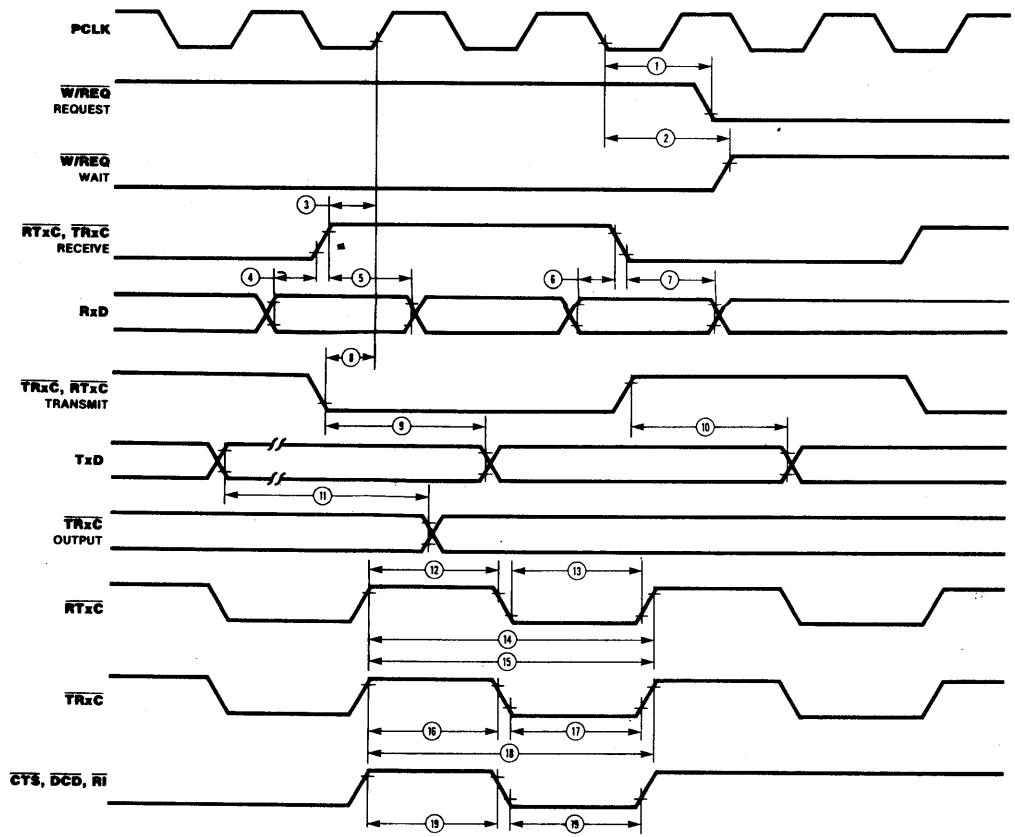 PCLK
1
W/REQ
REQUEST
2
W/REQ
WAIT
3
RTxC, TRxC
RECEIVE
4
5
6
7
RxD
8
TRxC, RTxC
TRANSMIT
9
10
TxD
11
TRxC
OUTPUT
12
13
RTxC
14
15
TRxC
16
17
18
CTS, DCD, RI
19
19